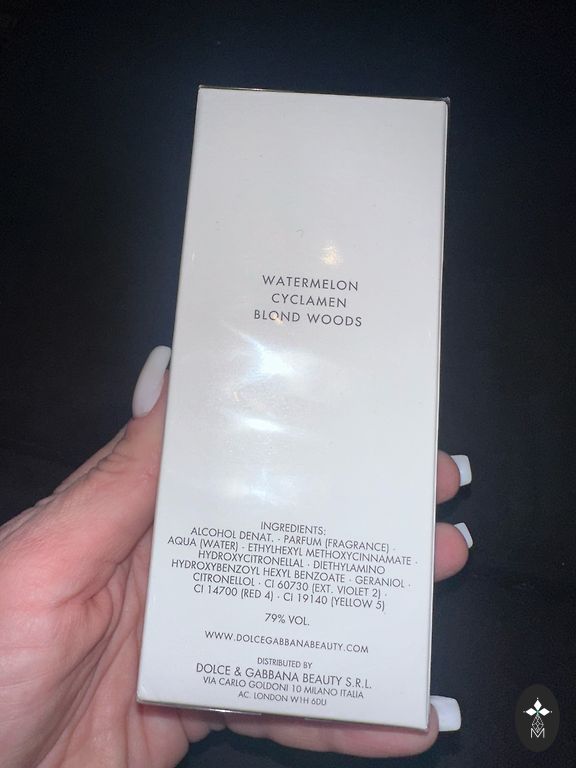 WATERMELON
CYCLAMEN
BLOND WOODS
INGREDIENTS:
ALCOHOL DENAT. · PARFUM (FRAGRANCE) ·
AQUA (WATER) · ETHYLHEXYL METHOXYCINNAMATE ·
HYDROXYCITRONELLAL · DIETHYLAMINO
HYDROXYBENZOYL HEXYL BENZOATE · GERANIOL ·
CITRONELLOL · CI 60730 (EXT. VIOLET 2) ·
CI 14700 (RED 4) · CI 19140 (YELLOW 5)
79% VOL.
WWW.DOLCEGABBANABEAUTY.COM
DISTRIBUTED BY
DOLCE & GABBANA BEAUTY S.R.L.
VIA CARLO GOLDONI 10 MILANO ITALIA
AC. LONDON W1H 6DU
M